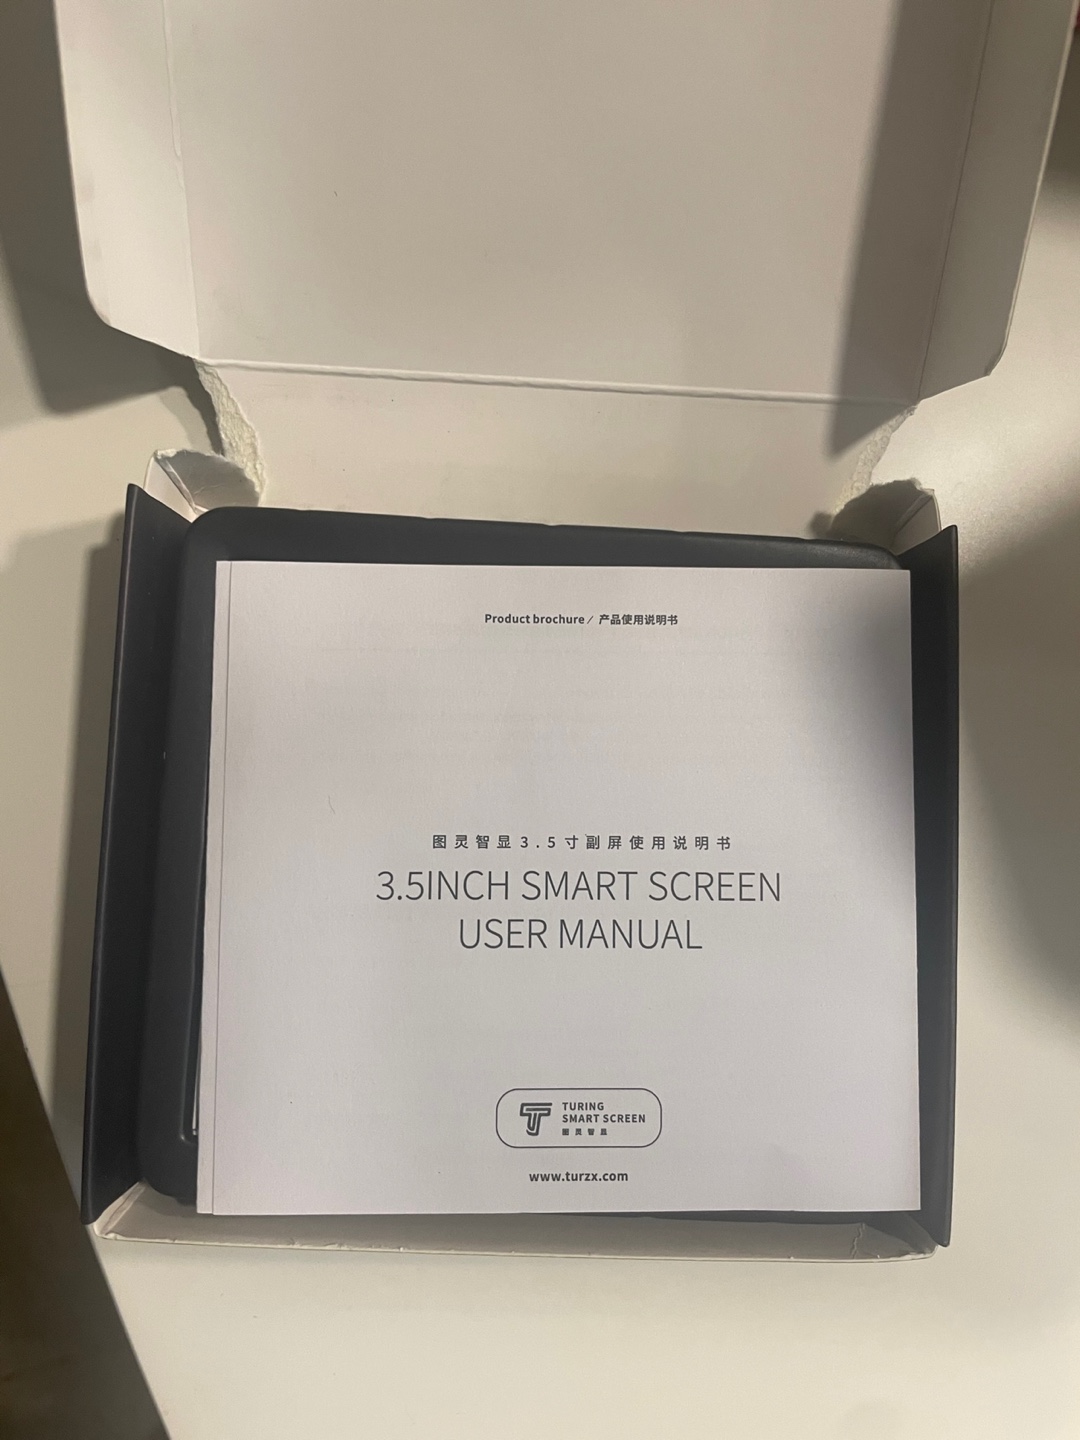 Product brochure / 产品使用说明书
图灵智显3.5寸副屏使用说明书
3.5INCH SMART SCREEN
USER MANUAL
TURING
SMART SCREEN
图灵智显
www.turzx.com